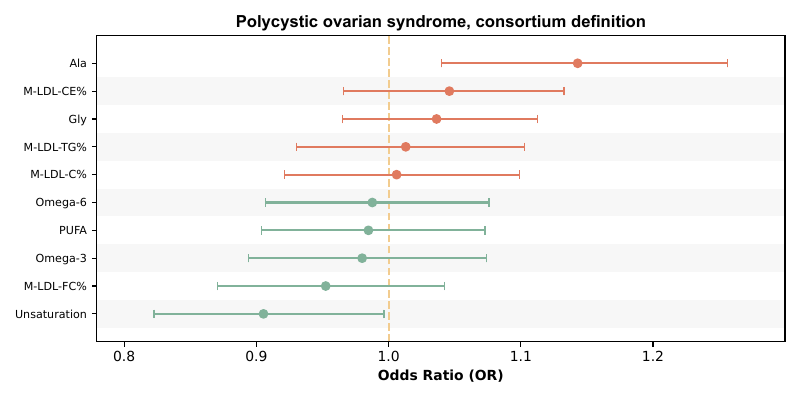 Polycystic ovarian syndrome, consortium definition
Ala
M-LDL-CE%
Gly
M-LDL-TG%
M-LDL-C%
Omega-6
PUFA
Omega-3
M-LDL-FC%
Unsaturation
0.8 0.9 1.0 1.1 1.2
Odds Ratio (OR)